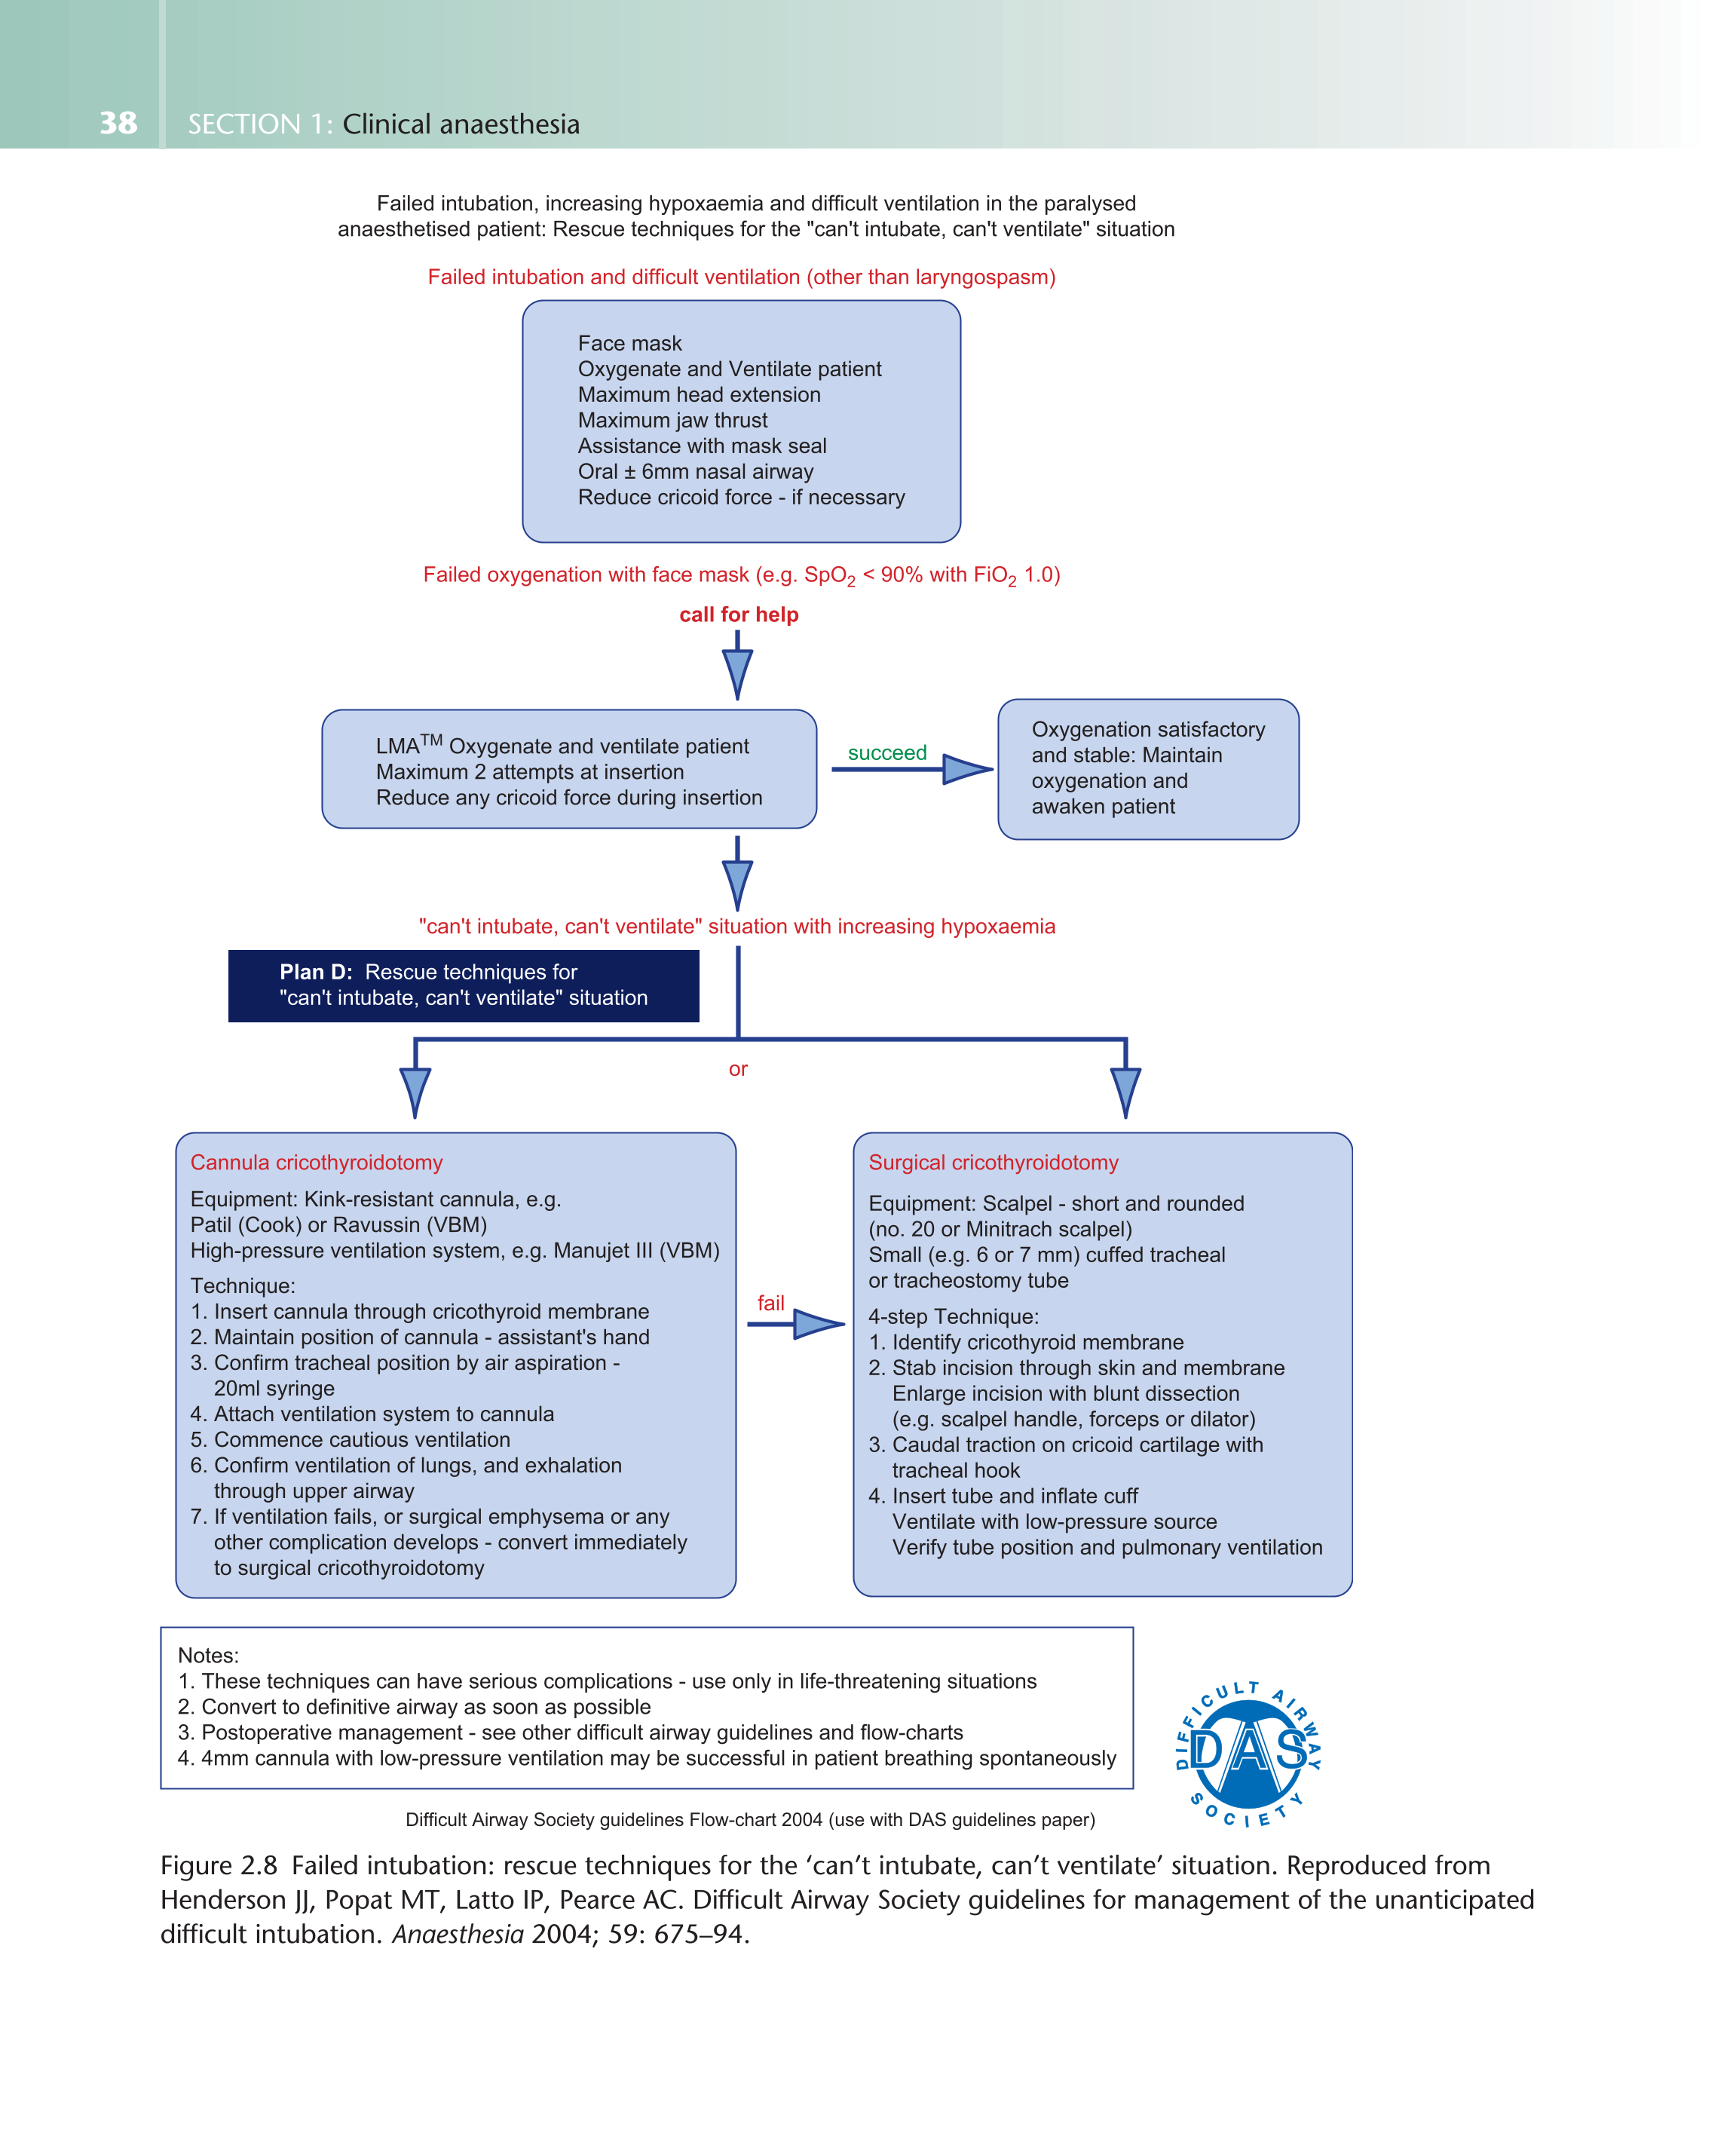 38 SECTION 1: Clinical anaesthesia
Failed intubation, increasing hypoxaemia and difficult ventilation in the paralysed
anaesthetised patient: Rescue techniques for the "can't intubate, can't ventilate" situation
Failed intubation and difficult ventilation (other than laryngospasm)
Face mask
Oxygenate and Ventilate patient
Maximum head extension
Maximum jaw thrust
Assistance with mask seal
Oral ± 6mm nasal airway
Reduce cricoid force - if necessary
Failed oxygenation with face mask (e.g. SpO₂ < 90% with FiO₂ 1.0)
call for help
LMA™ Oxygenate and ventilate patient
Maximum 2 attempts at insertion
Reduce any cricoid force during insertion
succeed
Oxygenation satisfactory
and stable: Maintain
oxygenation and
awaken patient
"can't intubate, can't ventilate" situation with increasing hypoxaemia
Plan D: Rescue techniques for
"can't intubate, can't ventilate" situation
or
Cannula cricothyroidotomy
Equipment: Kink-resistant cannula, e.g.
Patil (Cook) or Ravussin (VBM)
High-pressure ventilation system, e.g. Manujet III (VBM)
Technique:
1. Insert cannula through cricothyroid membrane
2. Maintain position of cannula - assistant's hand
3. Confirm tracheal position by air aspiration -
20ml syringe
4. Attach ventilation system to cannula
5. Commence cautious ventilation
6. Confirm ventilation of lungs, and exhalation
through upper airway
7. If ventilation fails, or surgical emphysema or any
other complication develops - convert immediately
to surgical cricothyroidotomy
fail
Surgical cricothyroidotomy
Equipment: Scalpel - short and rounded
(no. 20 or Minitrach scalpel)
Small (e.g. 6 or 7 mm) cuffed tracheal
or tracheostomy tube
4-step Technique:
1. Identify cricothyroid membrane
2. Stab incision through skin and membrane
Enlarge incision with blunt dissection
(e.g. scalpel handle, forceps or dilator)
3. Caudal traction on cricoid cartilage with
tracheal hook
4. Insert tube and inflate cuff
Ventilate with low-pressure source
Verify tube position and pulmonary ventilation
Notes:
1. These techniques can have serious complications - use only in life-threatening situations
2. Convert to definitive airway as soon as possible
3. Postoperative management - see other difficult airway guidelines and flow-charts
4. 4mm cannula with low-pressure ventilation may be successful in patient breathing spontaneously
DIFFICULT AIRWAY
DAS
SOCIETY
Difficult Airway Society guidelines Flow-chart 2004 (use with DAS guidelines paper)
Figure 2.8 Failed intubation: rescue techniques for the ‘can’t intubate, can’t ventilate’ situation. Reproduced from
Henderson JJ, Popat MT, Latto IP, Pearce AC. Difficult Airway Society guidelines for management of the unanticipated
difficult intubation. Anaesthesia 2004; 59: 675–94.